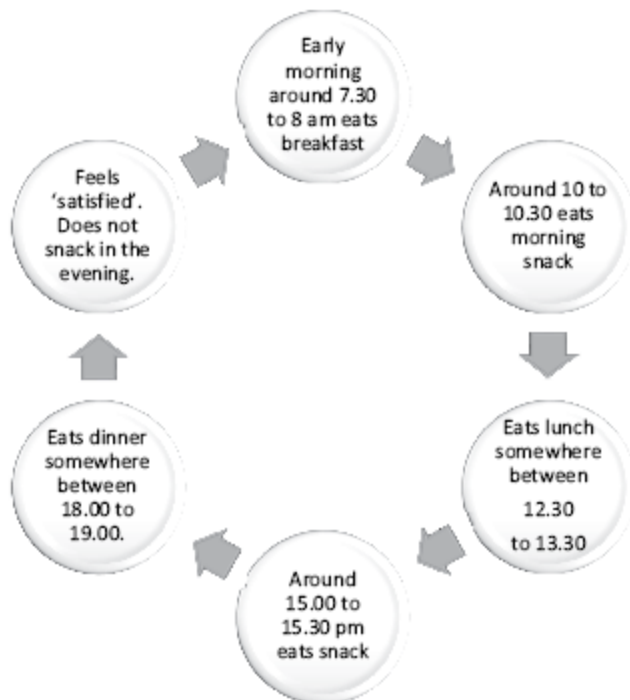 Early
morning
around 7.30
to 8 am eats
breakfast
Around 10 to
10.30 eats
morning
snack
Eats lunch
somewhere
between
12.30
to 13.30
Around
15.00 to
15.30 pm
eats snack
Eats dinner
somewhere
between
18.00 to
19.00.
Feels
‘satisfied’.
Does not
snack in the
evening.